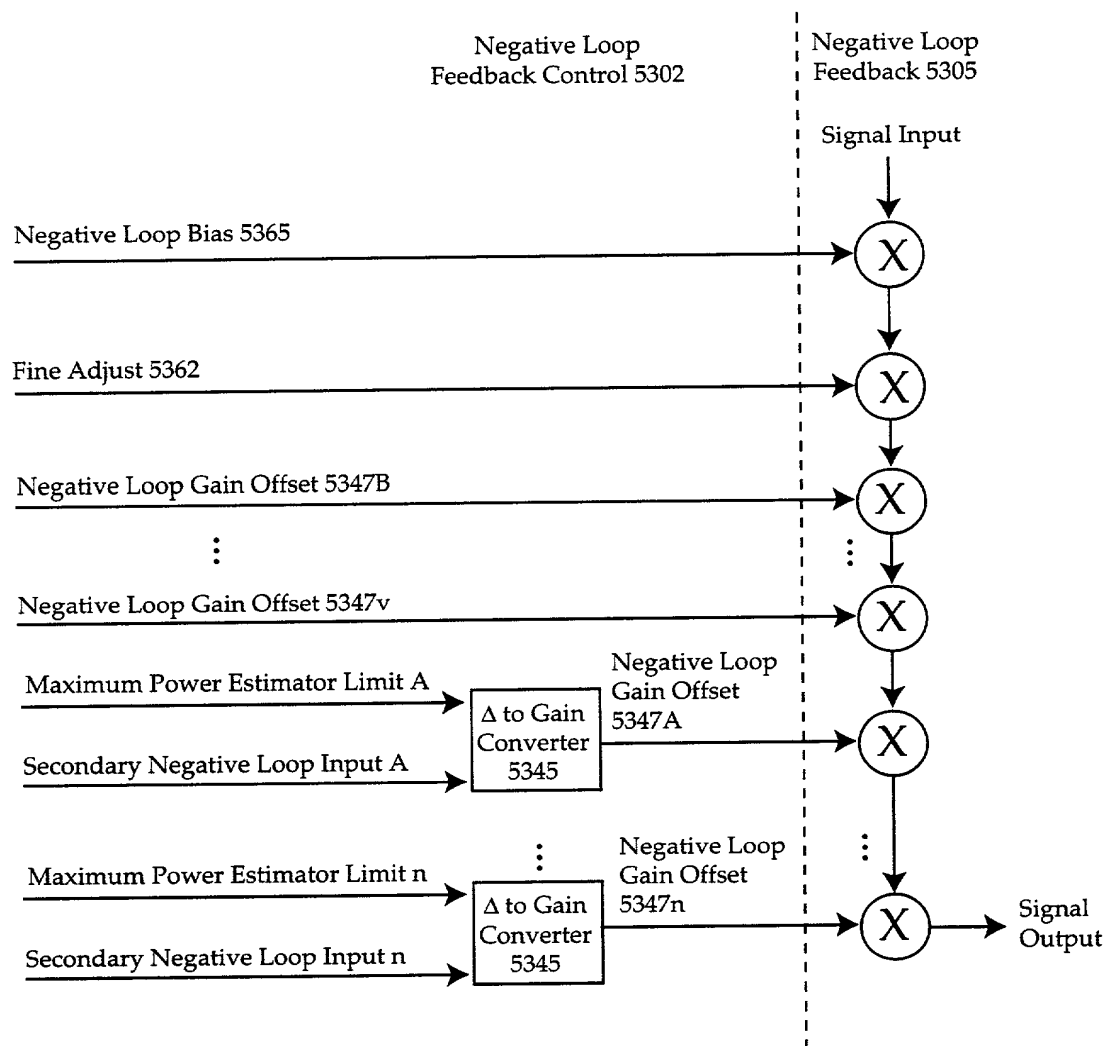 Negative Loop
Feedback Control 5302
Negative Loop
Feedback 5305
Signal Input
Negative Loop Bias 5365
X
Fine Adjust 5362
X
Negative Loop Gain Offset 5347B
X
Negative Loop Gain Offset 5347v
X
Maximum Power Estimator Limit A
Secondary Negative Loop Input A
Δ to Gain
Converter
5345
Negative Loop
Gain Offset
5347A
X
Maximum Power Estimator Limit n
Secondary Negative Loop Input n
Δ to Gain
Converter
5345
Negative Loop
Gain Offset
5347n
X
Signal
Output